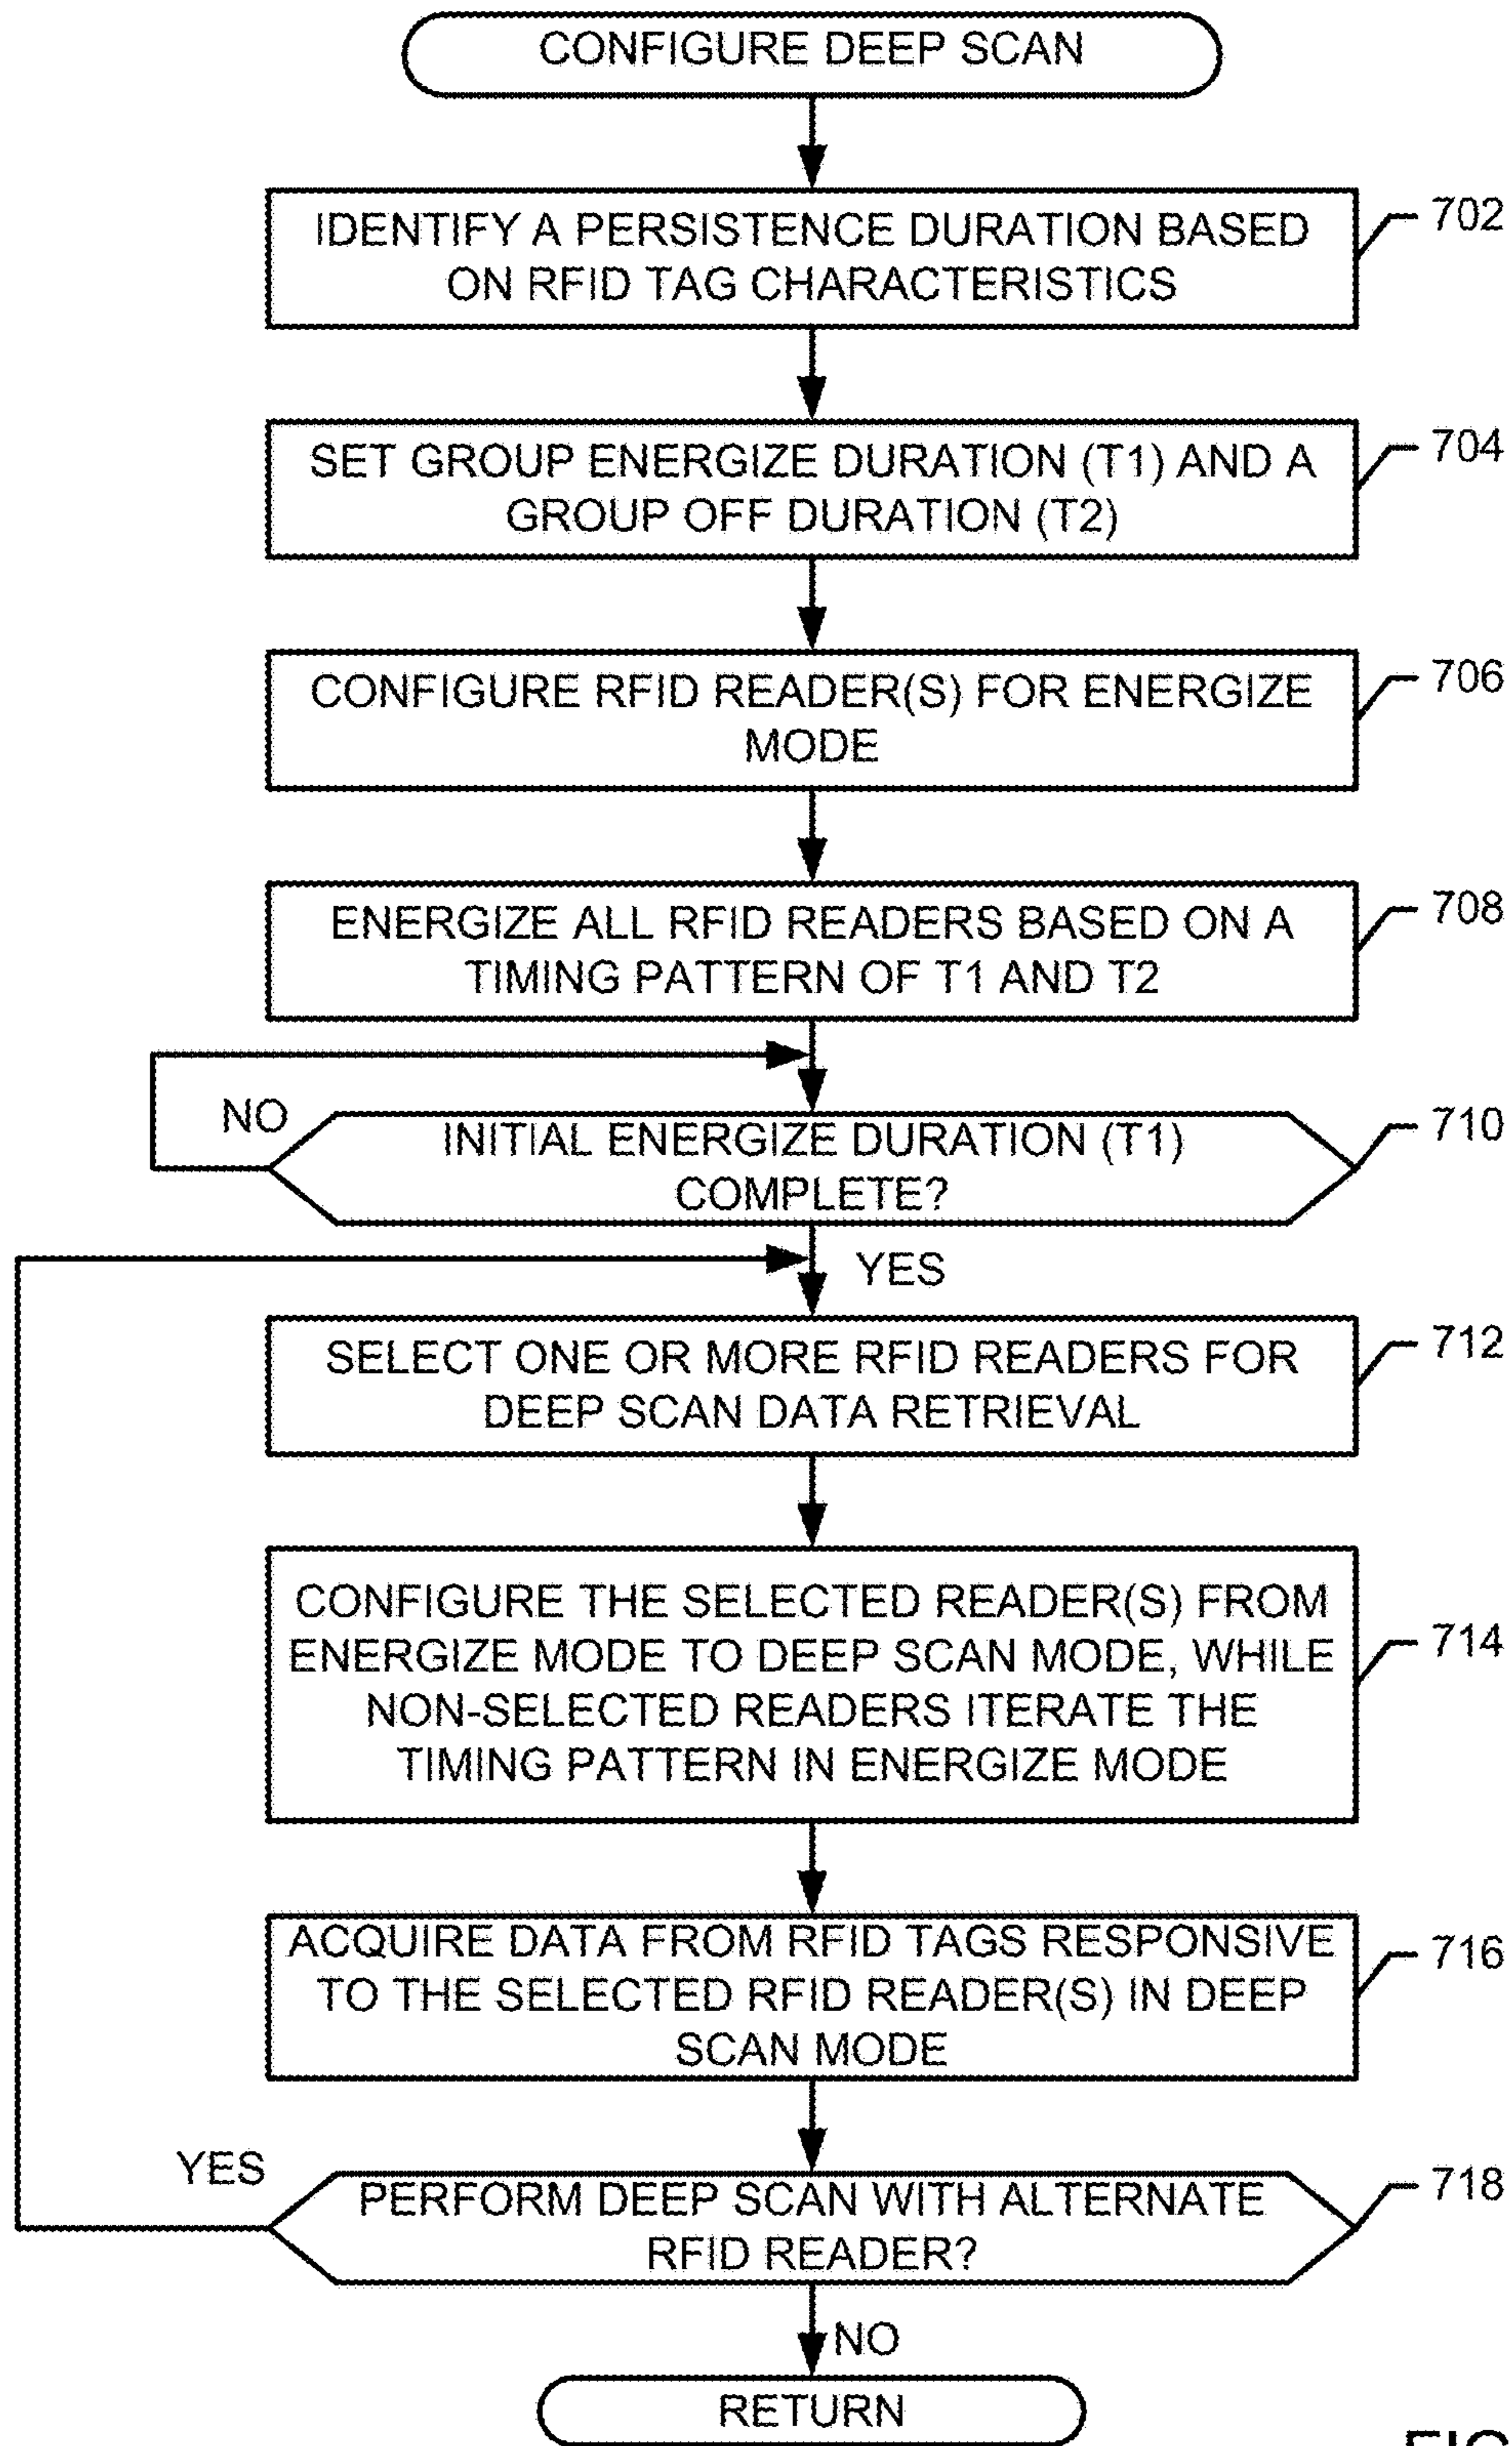 CONFIGURE DEEP SCAN
IDENTIFY A PERSISTENCE DURATION BASED
ON RFID TAG CHARACTERISTICS
702
SET GROUP ENERGIZE DURATION (T1) AND A
GROUP OFF DURATION (T2)
704
CONFIGURE RFID READER(S) FOR ENERGIZE
MODE
706
ENERGIZE ALL RFID READERS BASED ON A
TIMING PATTERN OF T1 AND T2
708
NO
INITIAL ENERGIZE DURATION (T1)
COMPLETE?
710
YES
SELECT ONE OR MORE RFID READERS FOR
DEEP SCAN DATA RETRIEVAL
712
CONFIGURE THE SELECTED READER(S) FROM
ENERGIZE MODE TO DEEP SCAN MODE, WHILE
NON-SELECTED READERS ITERATE THE
TIMING PATTERN IN ENERGIZE MODE
714
ACQUIRE DATA FROM RFID TAGS RESPONSIVE
TO THE SELECTED RFID READER(S) IN DEEP
SCAN MODE
716
YES
PERFORM DEEP SCAN WITH ALTERNATE
RFID READER?
718
NO
RETURN